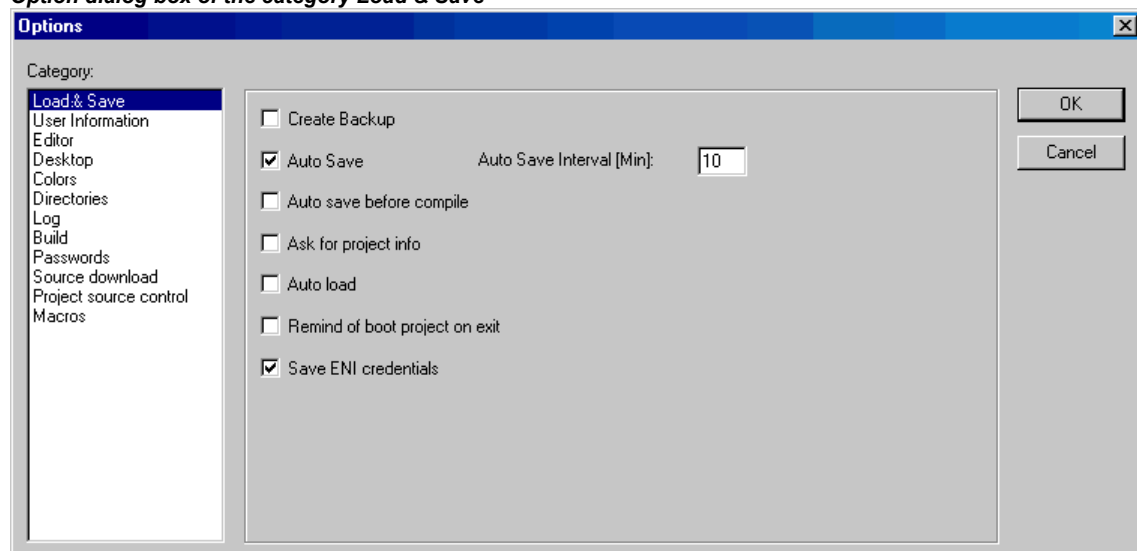 Option dialog box of the category Load & Save
Options
Category:
Load & Save
User Information
Editor
Desktop
Colors
Directories
Log
Build
Passwords
Source download
Project source control
Macros
Create Backup
Auto Save Auto Save Interval [Min]: 10
Auto save before compile
Ask for project info
Auto load
Remind of boot project on exit
Save ENI credentials
OK
Cancel